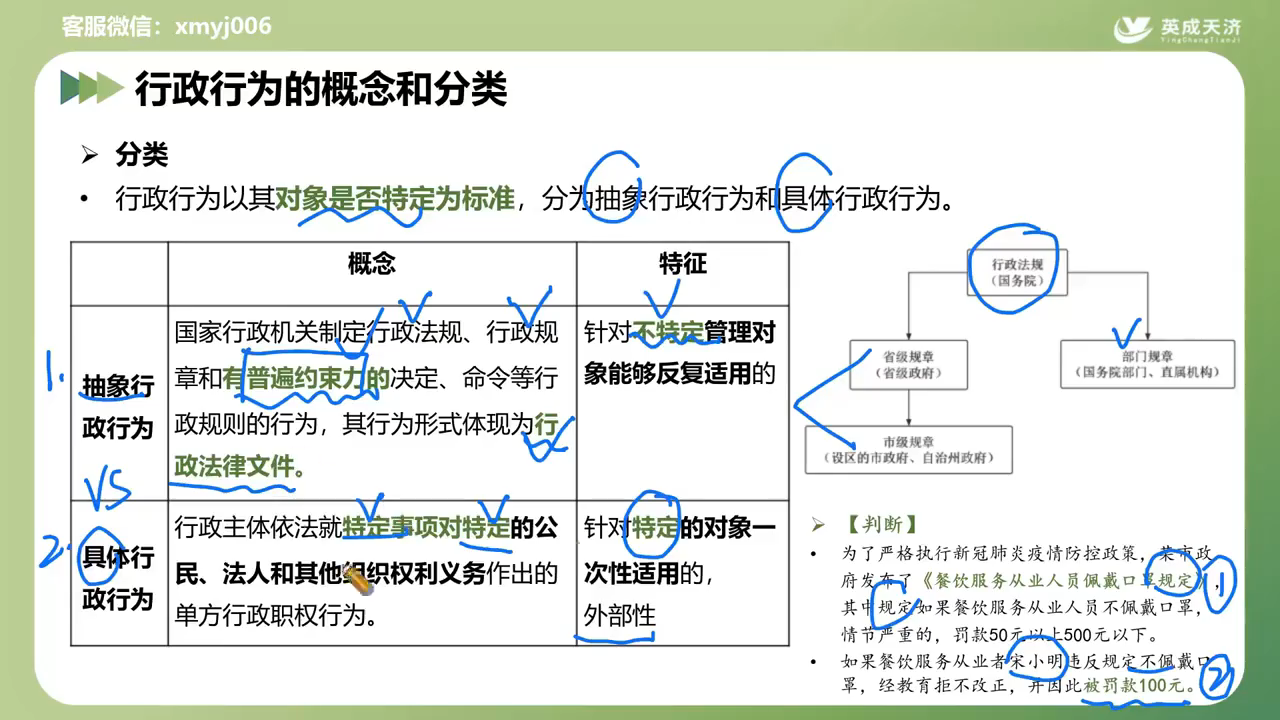 客服微信：xmyj006
英成天济
YingChengTianJi
行政行为的概念和分类
分类
行政行为以其对象是否特定为标准，分为抽象行政行为和具体行政行为。
概念
特征
1.
抽象行
政行为
国家行政机关制定行政法规、行政规
章和有普遍约束力的决定、命令等行
政规则的行为，其行为形式体现为行
政法律文件。
针对不特定管理对
象能够反复适用的
VS
2.
具体行
政行为
行政主体依法就特定事项对特定的公
民、法人和其他组织权利义务作出的
单方行政职权行为。
针对特定的对象一
次性适用的，
外部性
行政法规
（国务院）
省级规章
（省级政府）
部门规章
（国务院部门、直属机构）
市级规章
（设区的市政府、自治州政府）
【判断】
为了严格执行新冠肺炎疫情防控政策，某市政
府发布了《餐饮服务从业人员佩戴口罩规定》，
其中规定如果餐饮服务从业人员不佩戴口罩，
情节严重的，罚款50元以上500元以下。
①
如果餐饮服务从业者宋小明违反规定不佩戴口
罩，经教育拒不改正，并因此被罚款100元。
②